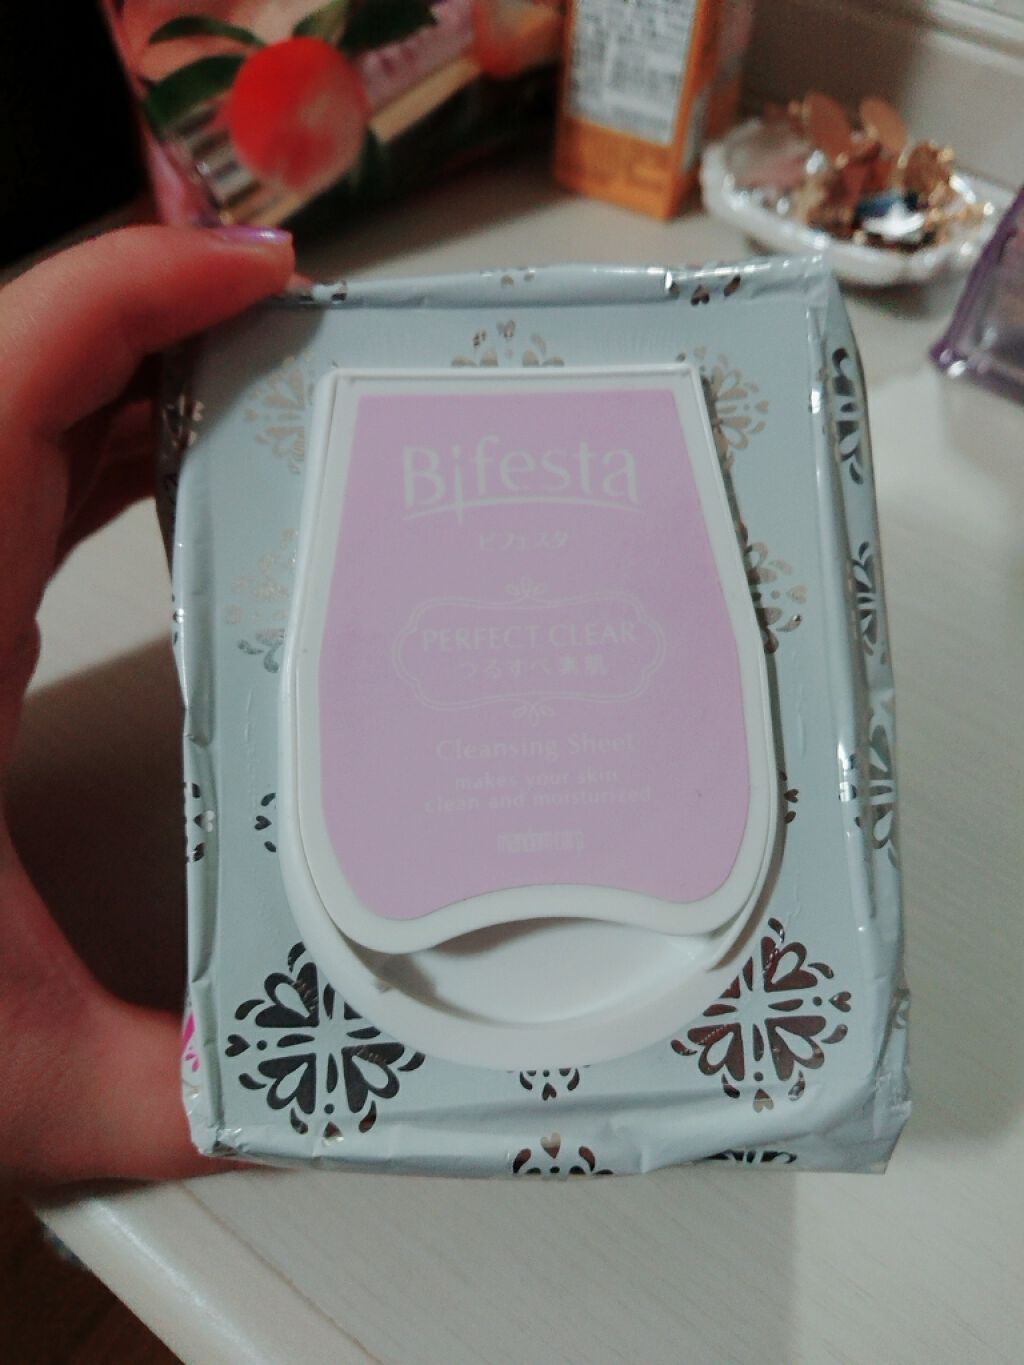 Bifesta
ビフェスタ
PERFECT CLEAR
つるすべ素肌
Cleansing Sheet
makes your skin
clean and moisturized
mandom corp.